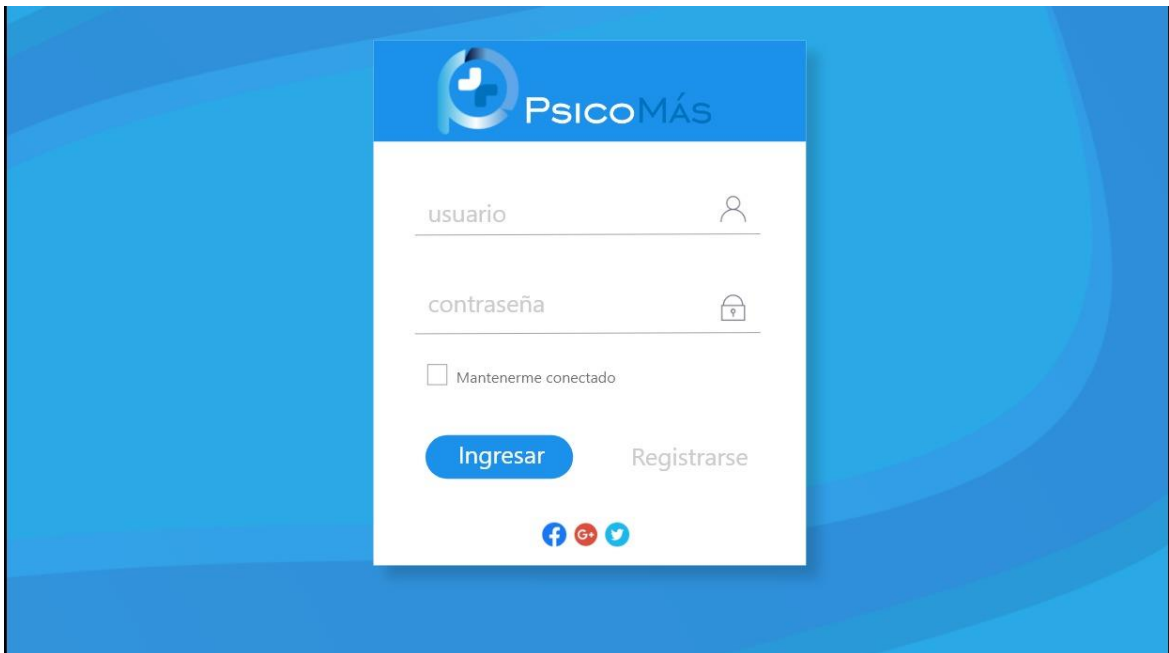 PsicoMás
usuario
contraseña
Mantenerme conectado
Ingresar Registrarse
f G+